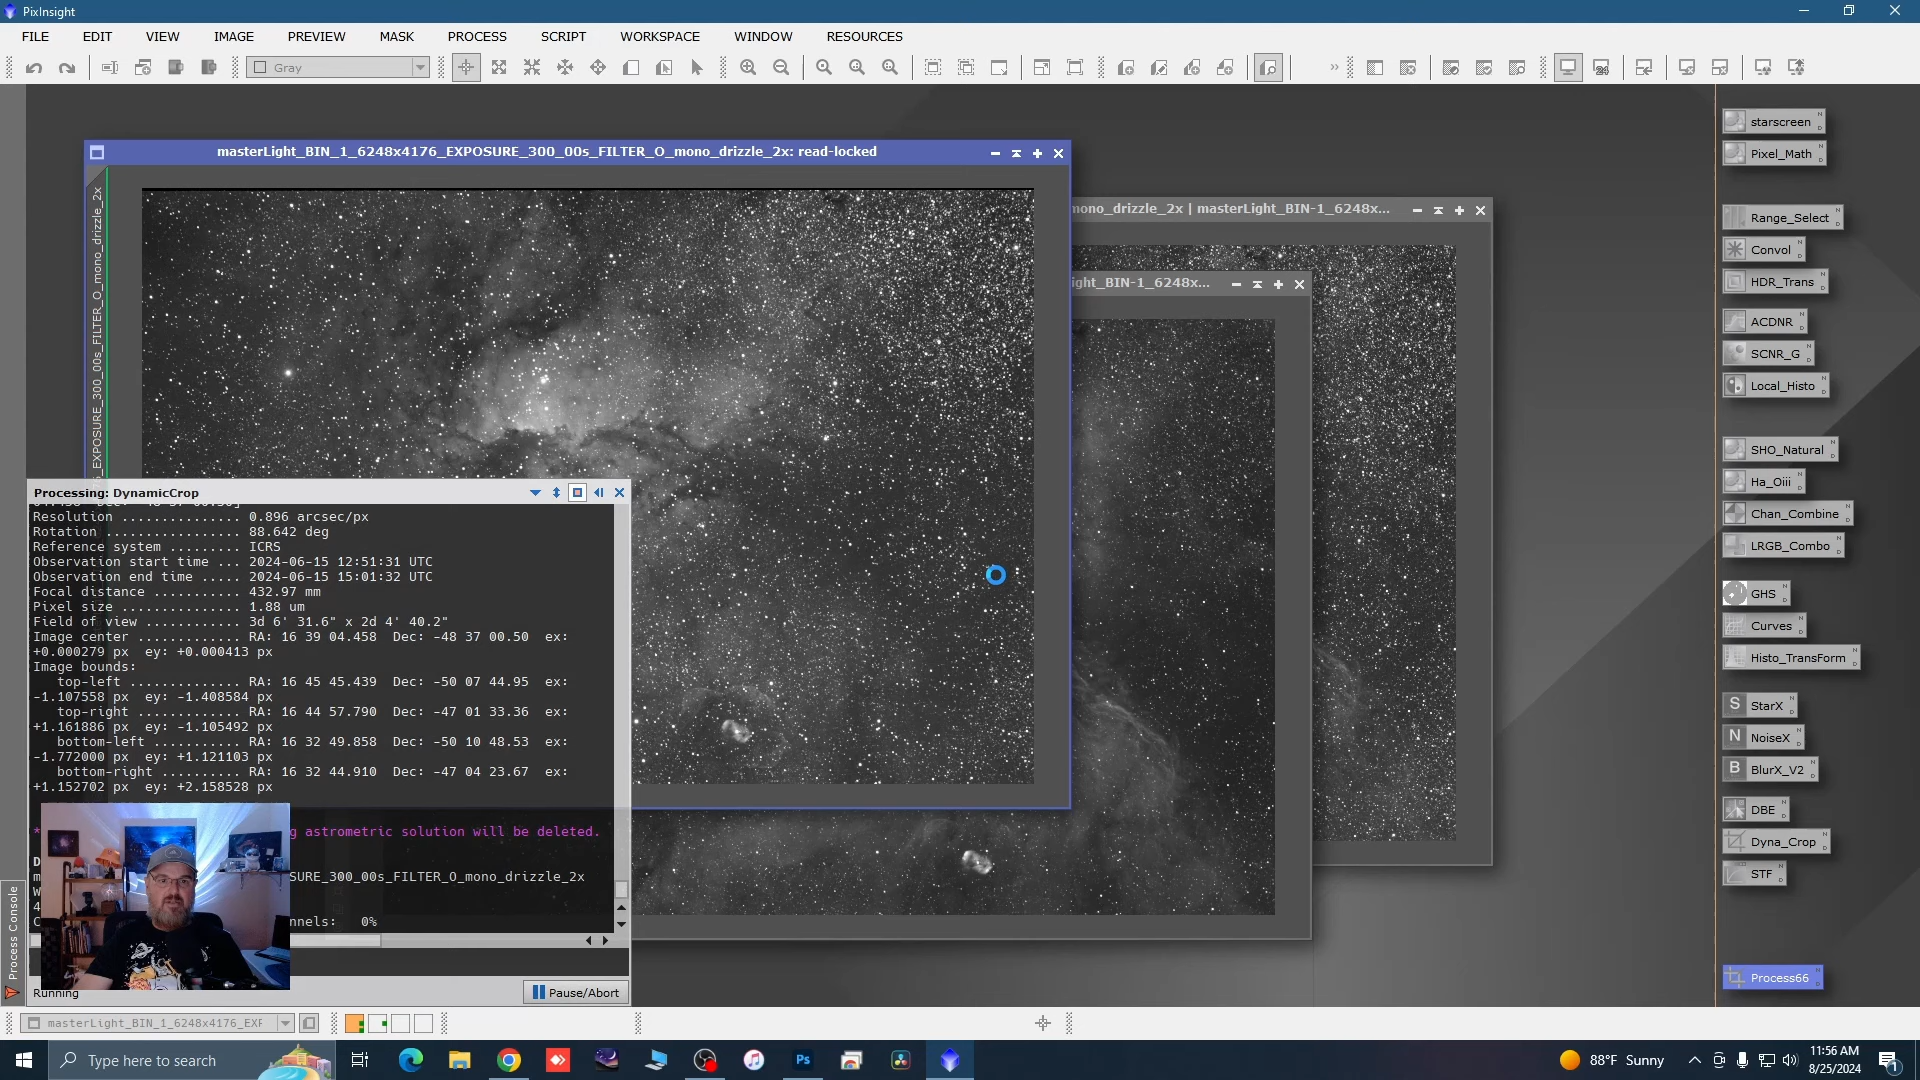 PixInsight
FILE EDIT VIEW IMAGE PREVIEW MASK PROCESS SCRIPT WORKSPACE WINDOW RESOURCES
Gray
masterLight_BIN_1_6248x4176_EXPOSURE_300_00s_FILTER_O_mono_drizzle_2x: read-locked
_EXPOSURE_300_00s_FILTER_O_mono_drizzle_2x
mono_drizzle_2x | masterLight_BIN-1_6248x...
ight_BIN-1_6248x...
Processing: DynamicCrop
Resolution ............... 0.896 arcsec/px
Rotation ................. 88.642 deg
Reference system ......... ICRS
Observation start time ... 2024-06-15 12:51:31 UTC
Observation end time ..... 2024-06-15 15:01:32 UTC
Focal distance ........... 432.97 mm
Pixel size ............... 1.88 um
Field of view ............ 3d 6' 31.6" x 2d 4' 40.2"
Image center ............. RA: 16 39 04.458 Dec: -48 37 00.50 ex:
+0.000279 px ey: +0.000413 px
Image bounds:
top-left ............... RA: 16 45 45.439 Dec: -50 07 44.95 ex:
-1.107558 px ey: -1.408584 px
top-right .............. RA: 16 44 57.790 Dec: -47 01 33.36 ex:
+1.161886 px ey: -1.105492 px
bottom-left ............ RA: 16 32 49.858 Dec: -50 10 48.53 ex:
-1.772000 px ey: +1.121103 px
bottom-right ........... RA: 16 32 44.910 Dec: -47 04 23.67 ex:
+1.152702 px ey: +2.158528 px
g astrometric solution will be deleted.
SURE_300_00s_FILTER_O_mono_drizzle_2x
nnels: 0%
Running
Pause/Abort
Process Console
starscreen
Pixel_Math
Range_Select
Convol
HDR_Trans
ACDNR
SCNR_G
Local_Histo
SHO_Natural
Ha_Oiii
Chan_Combine
LRGB_Combo
GHS
Curves
Histo_TransForm
S StarX
N NoiseX
B BlurX_V2
DBE
Dyna_Crop
STF
Process66
masterLight_BIN_1_6248x4176_EXP
Type here to search
Ps
88°F Sunny
11:56 AM
8/25/2024
1